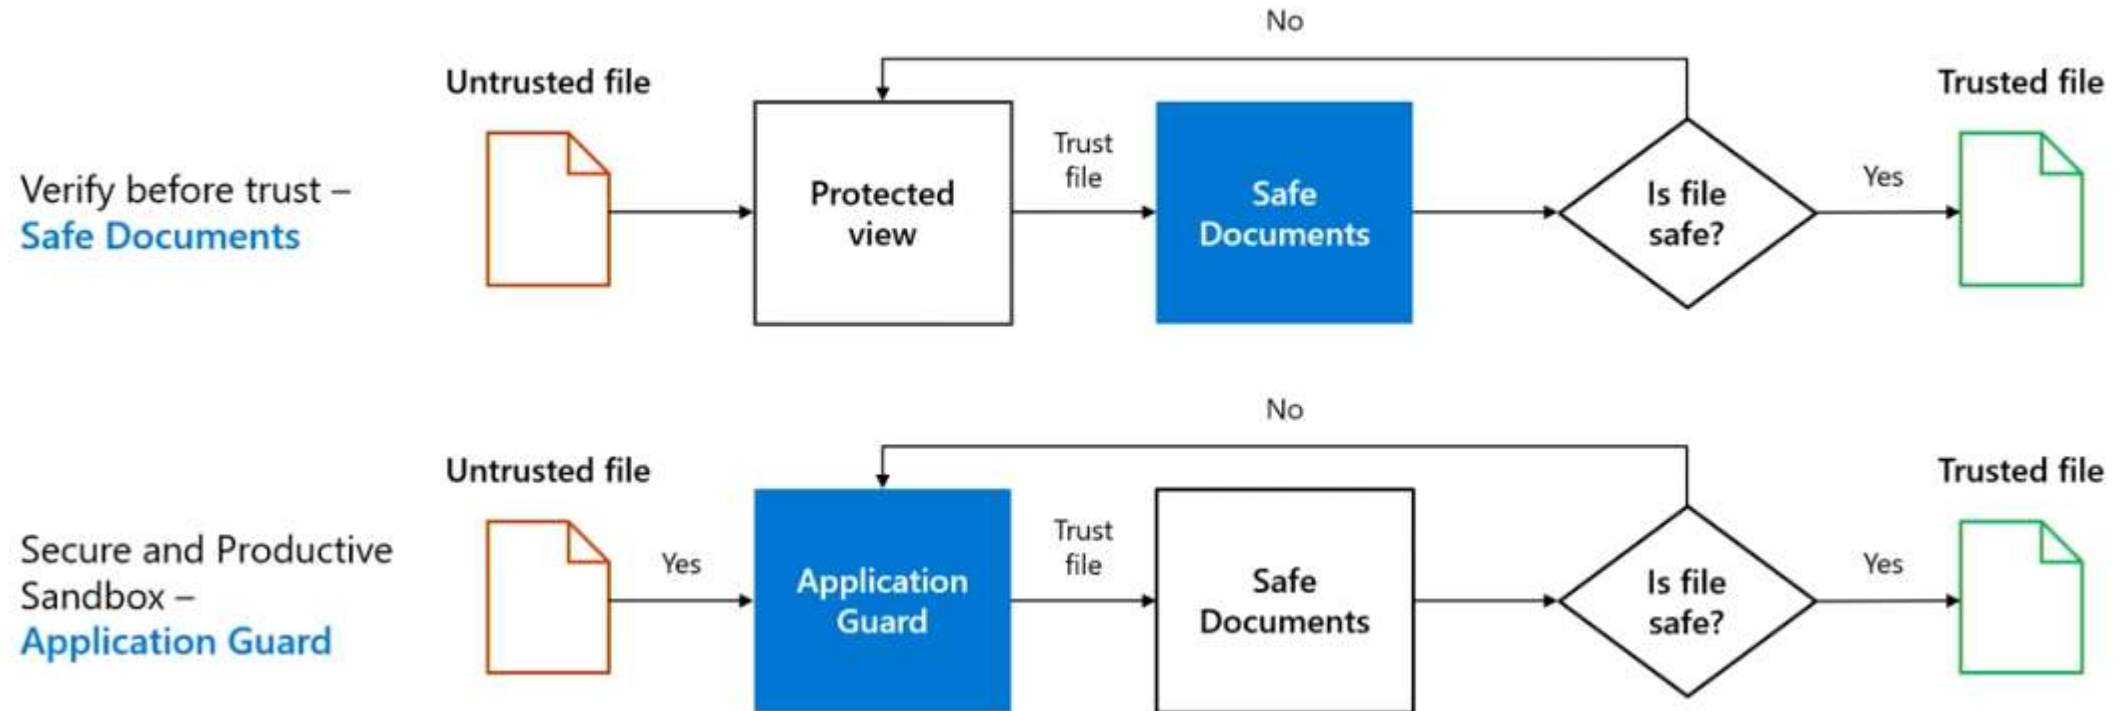 No
Untrusted file
Trusted file
Verify before trust –
Safe Documents
Protected
view
Trust
file
Safe
Documents
Is file
safe?
Yes
No
Untrusted file
Trusted file
Secure and Productive
Sandbox –
Application Guard
Yes
Application
Guard
Trust
file
Safe
Documents
Is file
safe?
Yes